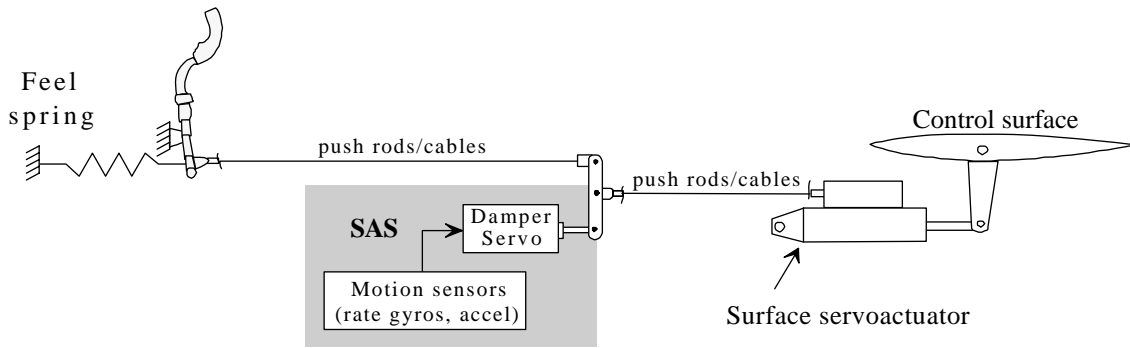 Feel
spring
push rods/cables
Control surface
push rods/cables
SAS
Damper
Servo
Motion sensors
(rate gyros, accel)
Surface servoactuator